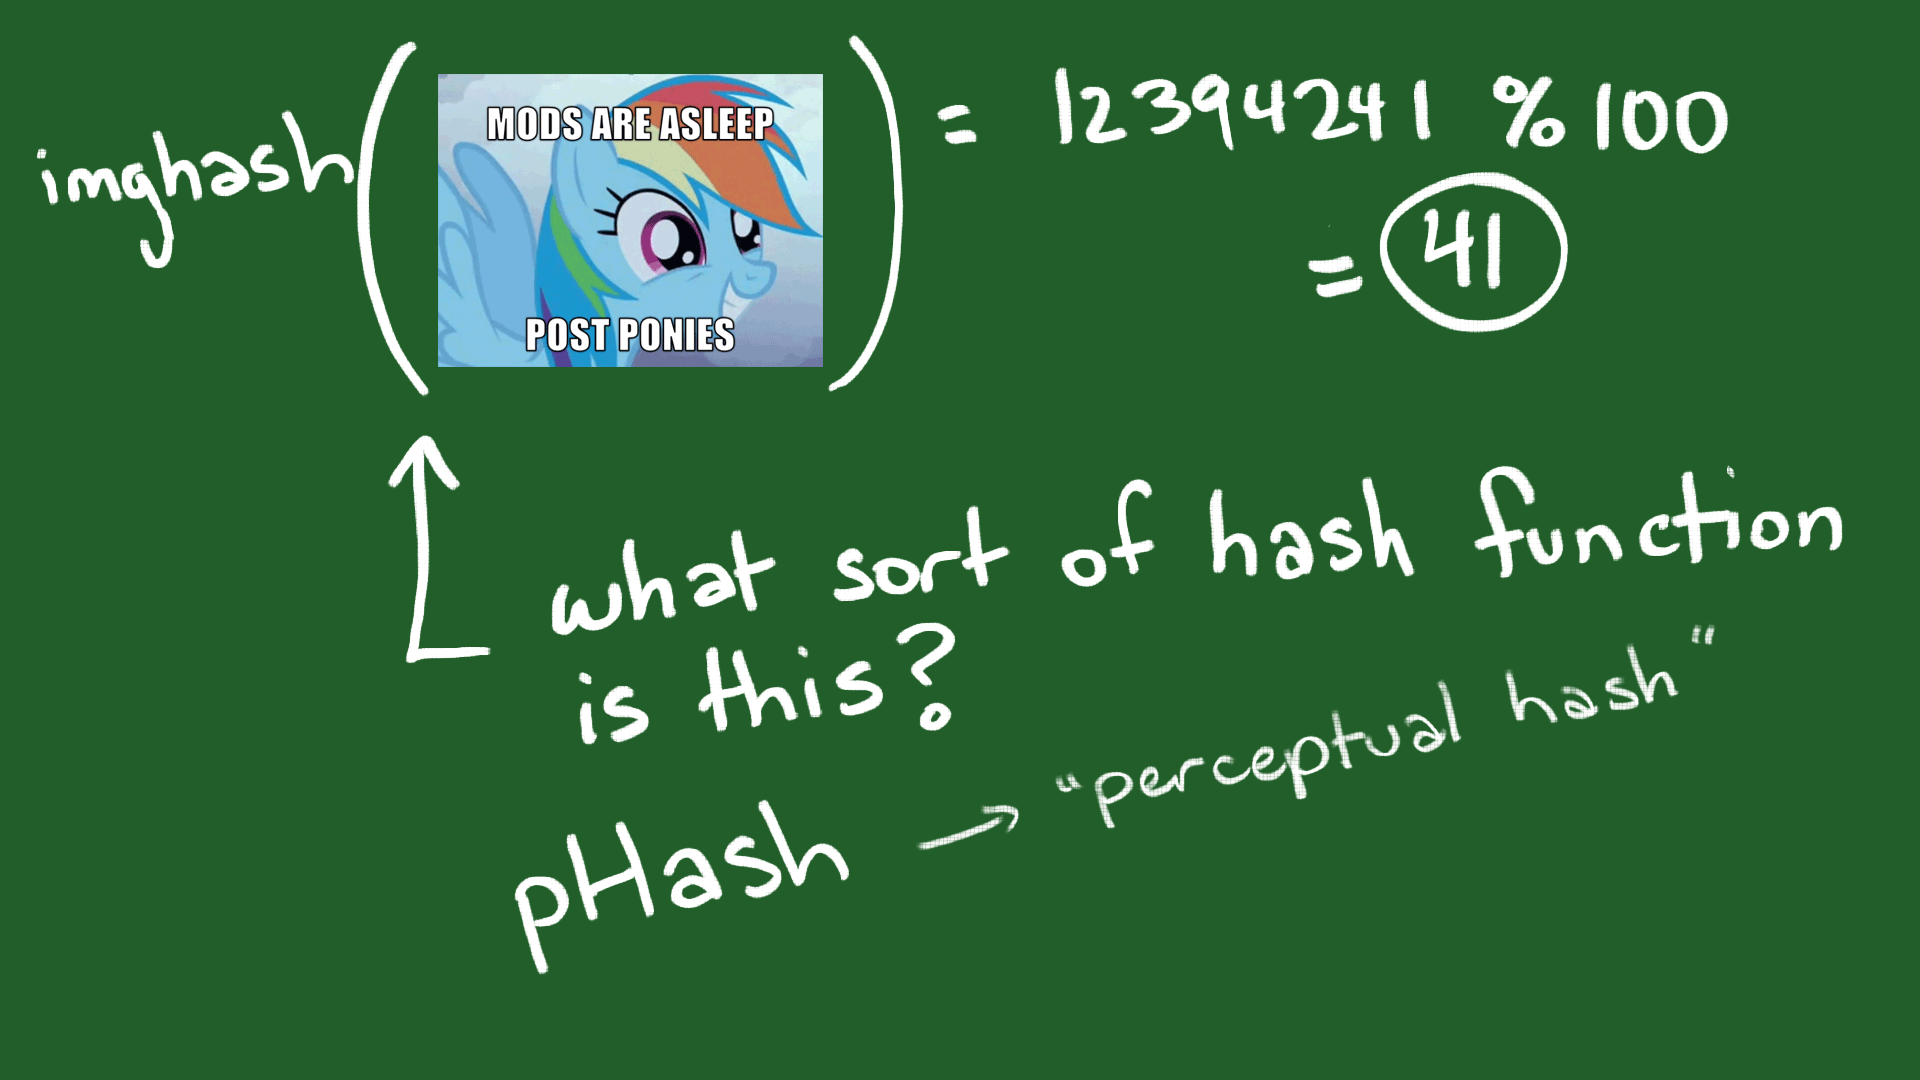 imghash( MODS ARE ASLEEP POST PONIES ) = 12394241 % 100
= 41
what sort of hash function
is this?
pHash → "perceptual hash"